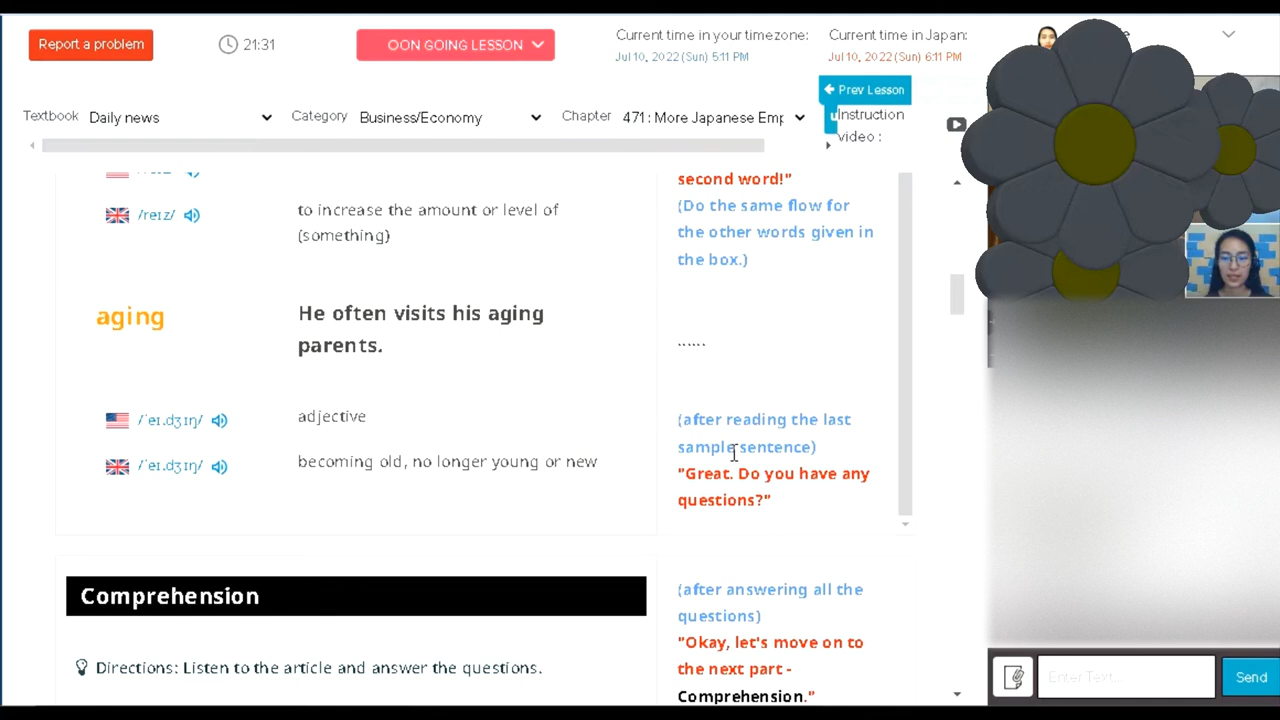 Report a problem
21:31
OON GOING LESSON
Current time in your timezone:
Jul 10, 2022 (Sun) 5:11 PM
Current time in Japan:
Jul 10, 2022 (Sun) 6:11 PM
Prev Lesson
Textbook Daily news
Category Business/Economy
Chapter 471 : More Japanese Emp
Instruction
video :
second word!"
/reɪz/
to increase the amount or level of
(something)
(Do the same flow for
the other words given in
the box.)
aging
He often visits his aging
parents.
``````
/ˈeɪ.dʒɪŋ/
adjective
/ˈeɪ.dʒɪŋ/
becoming old, no longer young or new
(after reading the last
sample sentence)
"Great. Do you have any
questions?"
Comprehension
Directions: Listen to the article and answer the questions.
(after answering all the
questions)
"Okay, let's move on to
the next part -
Comprehension."
Enter Text...
Send